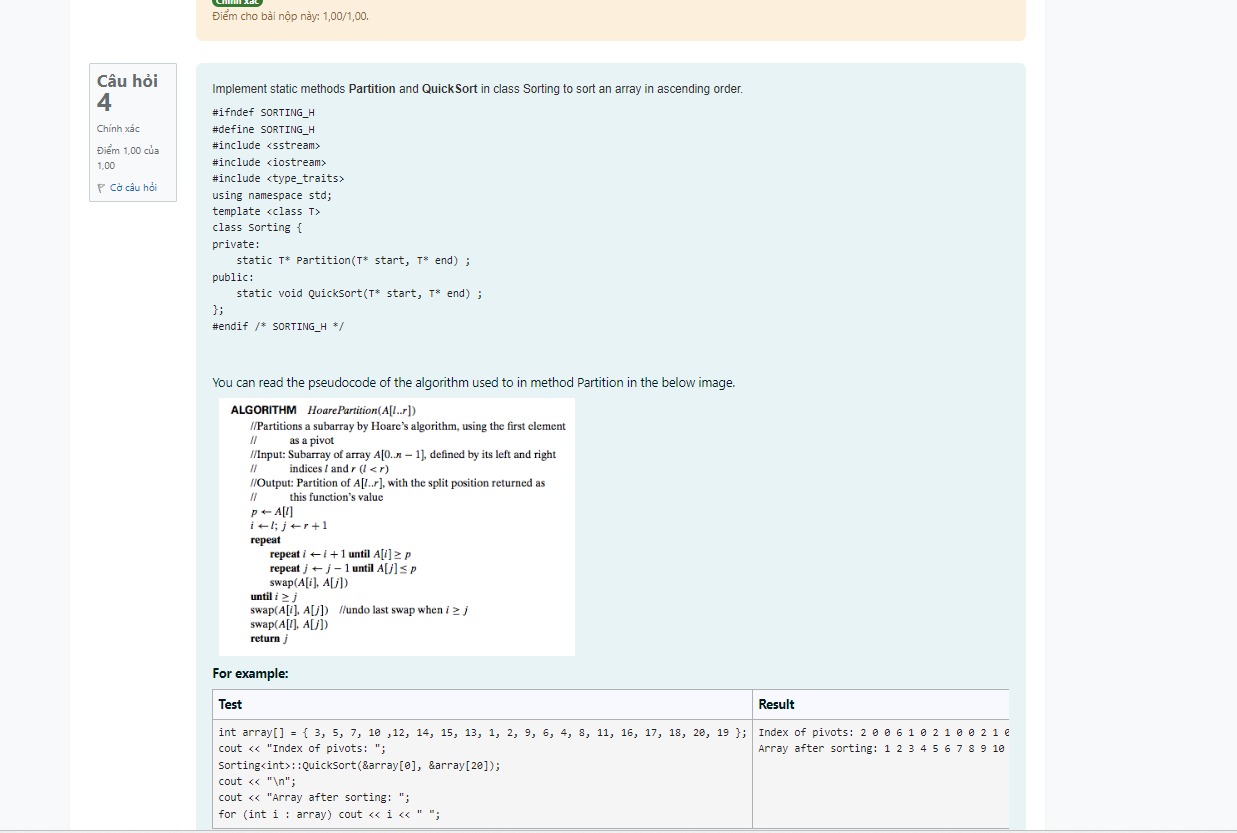 Chính xác
Điểm cho bài nộp này: 1,00/1,00.
Câu hỏi
4
Chính xác
Điểm 1,00 của
1,00
Cờ câu hỏi
Implement static methods Partition and QuickSort in class Sorting to sort an array in ascending order.
#ifndef SORTING_H
#define SORTING_H
#include <sstream>
#include <iostream>
#include <type_traits>
using namespace std;
template <class T>
class Sorting {
private:
    static T* Partition(T* start, T* end) ;
public:
    static void QuickSort(T* start, T* end) ;
};
#endif /* SORTING_H */
You can read the pseudocode of the algorithm used to in method Partition in the below image.
ALGORITHM HoarePartition(A[l..r])
//Partitions a subarray by Hoare's algorithm, using the first element
// as a pivot
//Input: Subarray of array A[0..n − 1], defined by its left and right
// indices l and r (l < r)
//Output: Partition of A[l..r], with the split position returned as
// this function's value
p ← A[l]
i ← l; j ← r + 1
repeat
repeat i ← i + 1 until A[i] ≥ p
repeat j ← j − 1 until A[j] ≤ p
swap(A[i], A[j])
until i ≥ j
swap(A[i], A[j]) //undo last swap when i ≥ j
swap(A[l], A[j])
return j
For example:
Test Result
int array[] = { 3, 5, 7, 10 ,12, 14, 15, 13, 1, 2, 9, 6, 4, 8, 11, 16, 17, 18, 20, 19 }; Index of pivots: 2 0 0 6 1 0 2 1 0 0 2 1 0
cout << "Index of pivots: "; Array after sorting: 1 2 3 4 5 6 7 8 9 10
Sorting<int>::QuickSort(&array[0], &array[20]);
cout << "\n";
cout << "Array after sorting: ";
for (int i : array) cout << i << " ";